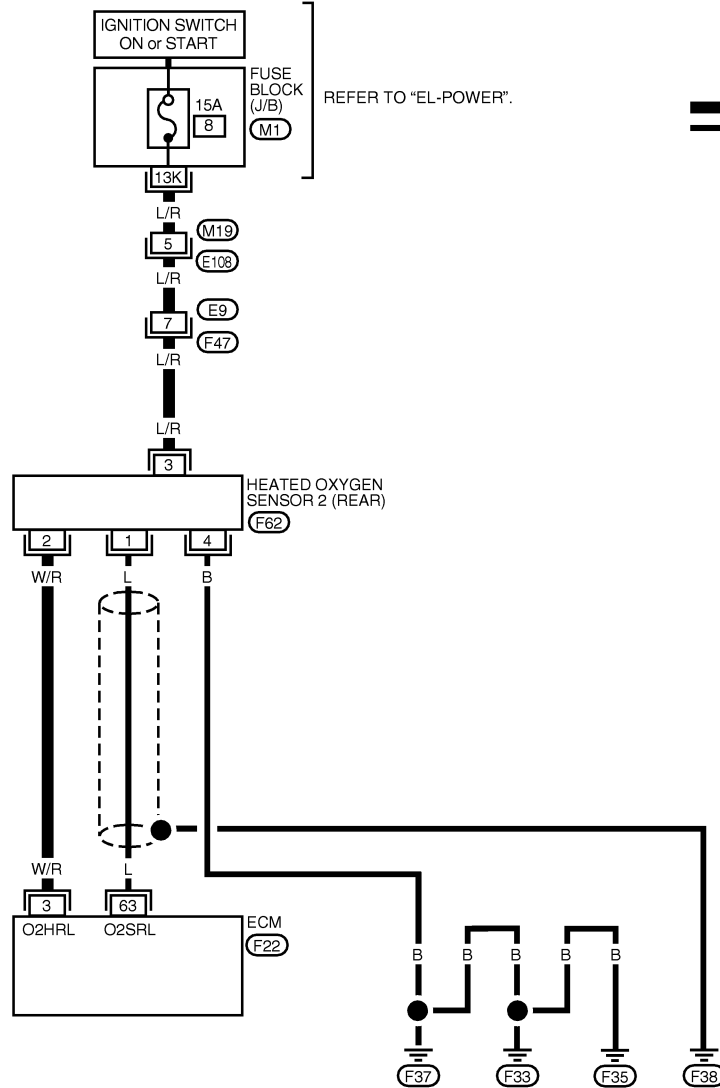 IGNITION SWITCH
ON or START
FUSE
BLOCK
(J/B)
M1
15A
8
REFER TO “EL-POWER”.
13K
L/R
5
M19
E108
L/R
7
E9
F47
L/R
L/R
3
HEATED OXYGEN
SENSOR 2 (REAR)
F62
2
1
4
W/R
L
B
W/R
L
3
63
O2HRL
O2SRL
ECM
F22
B
B
B
B
B
F37
F33
F35
F38